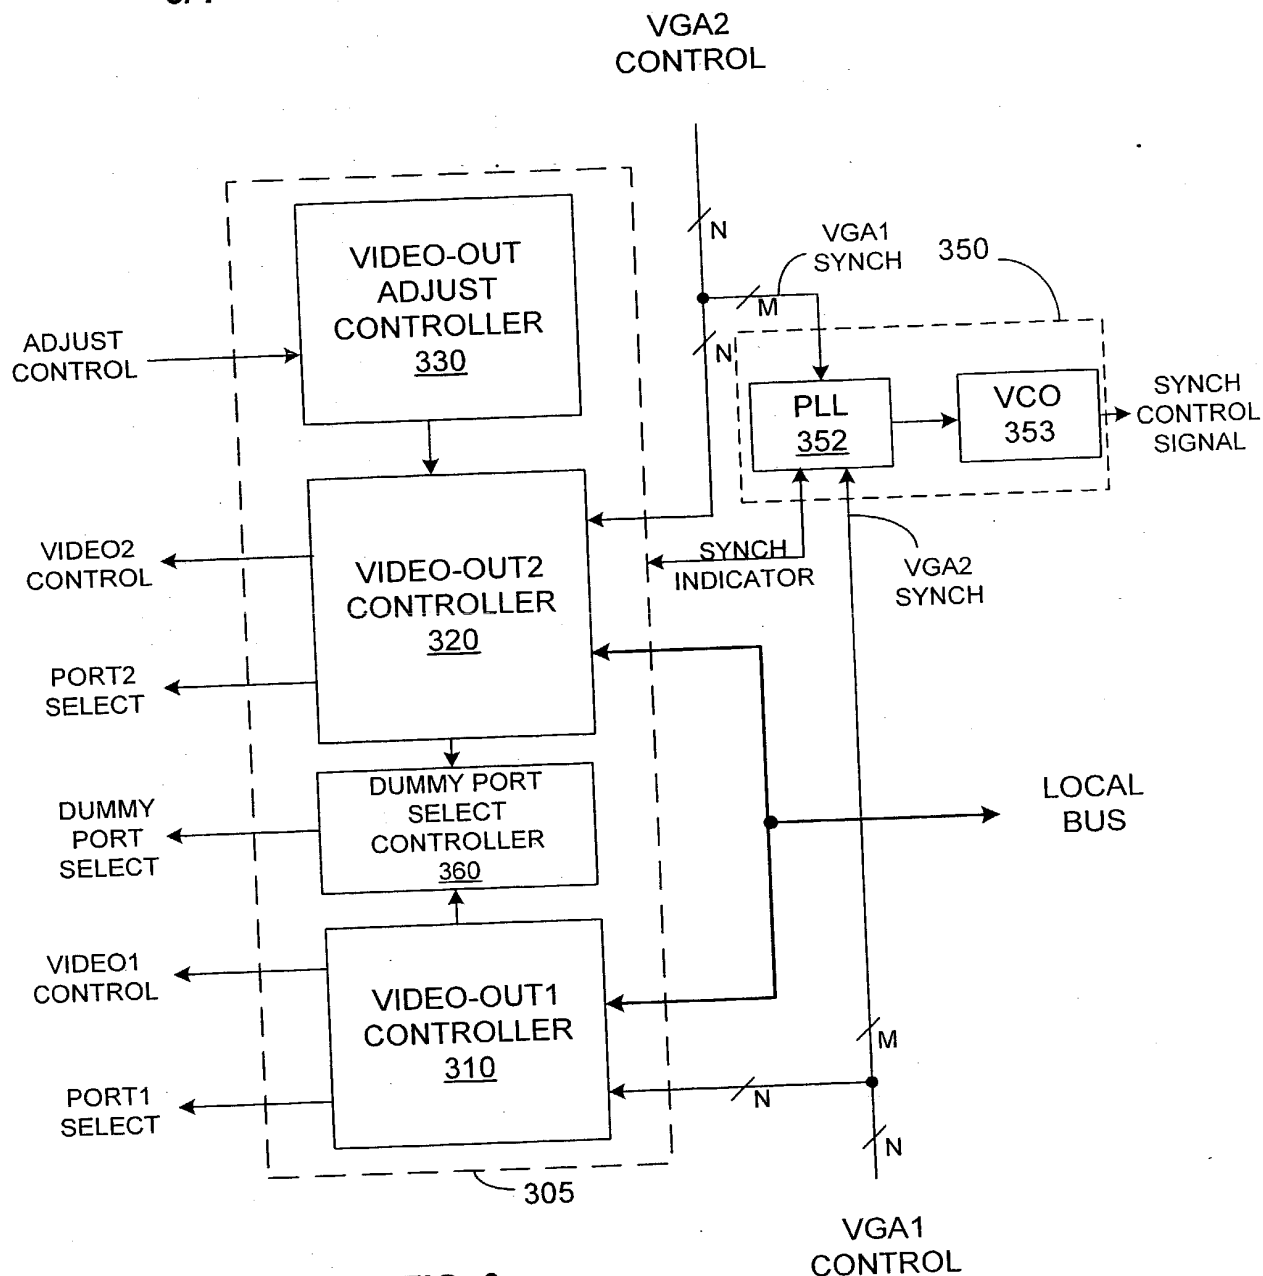 VGA2
CONTROL
N
VGA1
SYNCH
350
M
N
VIDEO-OUT
ADJUST
CONTROLLER
330
ADJUST
CONTROL
PLL
352
VCO
353
SYNCH
CONTROL
SIGNAL
VIDEO2
CONTROL
VIDEO-OUT2
CONTROLLER
320
SYNCH
INDICATOR
VGA2
SYNCH
PORT2
SELECT
DUMMY
PORT
SELECT
DUMMY PORT
SELECT
CONTROLLER
360
LOCAL
BUS
VIDEO1
CONTROL
VIDEO-OUT1
CONTROLLER
310
M
PORT1
SELECT
N
N
305
VGA1
CONTROL